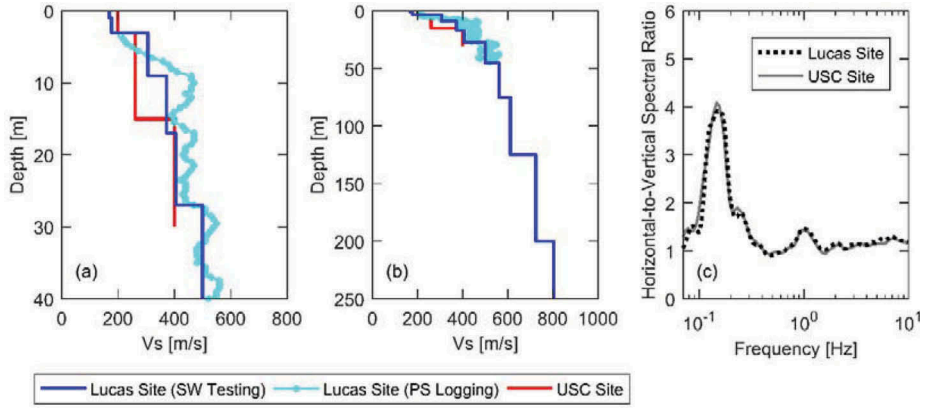 0
10
20
30
40
Depth [m]
(a)
0 200 400 600 800
Vs [m/s]
0
50
100
150
200
250
Depth [m]
(b)
0 200 400 600 800 1000
Vs [m/s]
6
5
4
3
2
1
0
Horizontal-to-Vertical Spectral Ratio
Lucas Site
USC Site
(c)
10-1 100 101
Frequency [Hz]
Lucas Site (SW Testing) Lucas Site (PS Logging) USC Site